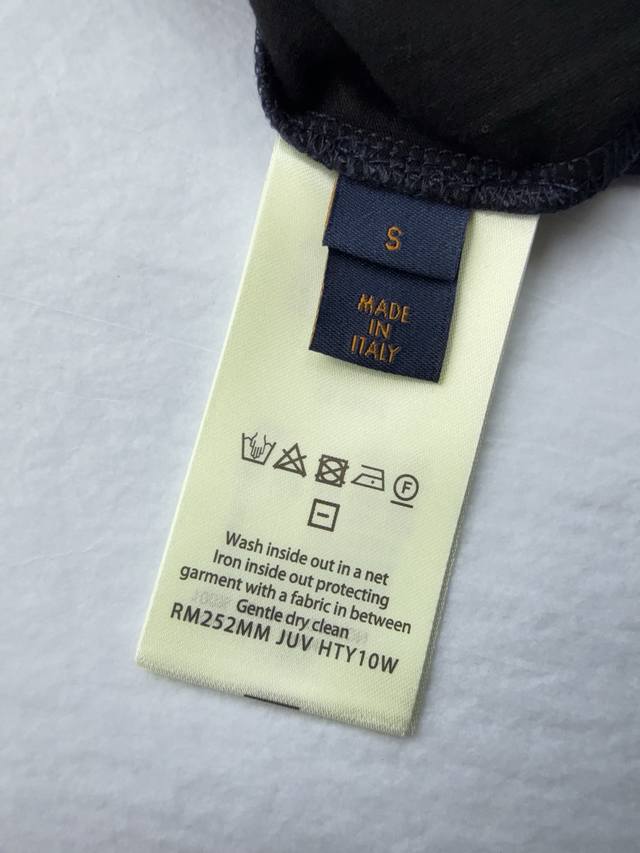 S
MADE
IN
ITALY
F
Wash inside out in a net
Iron inside out protecting
garment with a fabric in between
Gentle dry clean
RM252MM JUV HTY10W